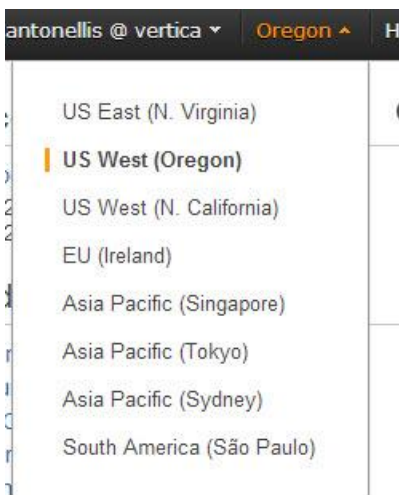 antonellis @ vertica Oregon H
US East (N. Virginia)
US West (Oregon)
US West (N. California)
EU (Ireland)
Asia Pacific (Singapore)
Asia Pacific (Tokyo)
Asia Pacific (Sydney)
South America (São Paulo)